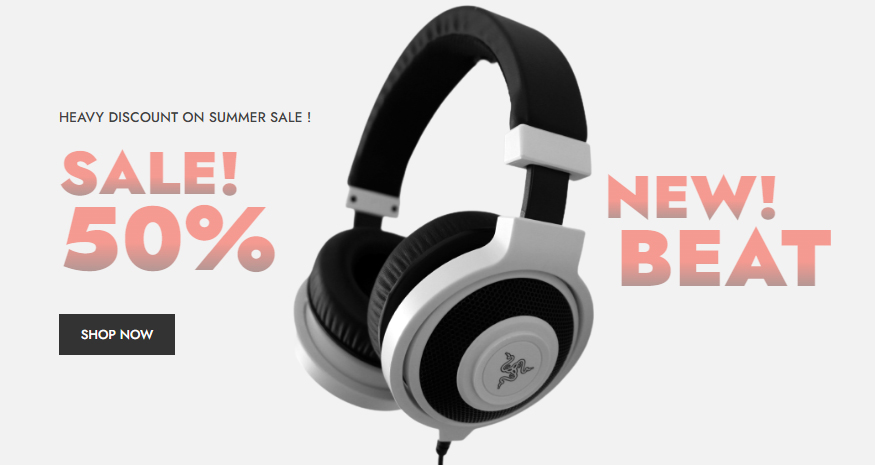 HEAVY DISCOUNT ON SUMMER SALE !
SALE!
50%
SHOP NOW
NEW!
BEAT